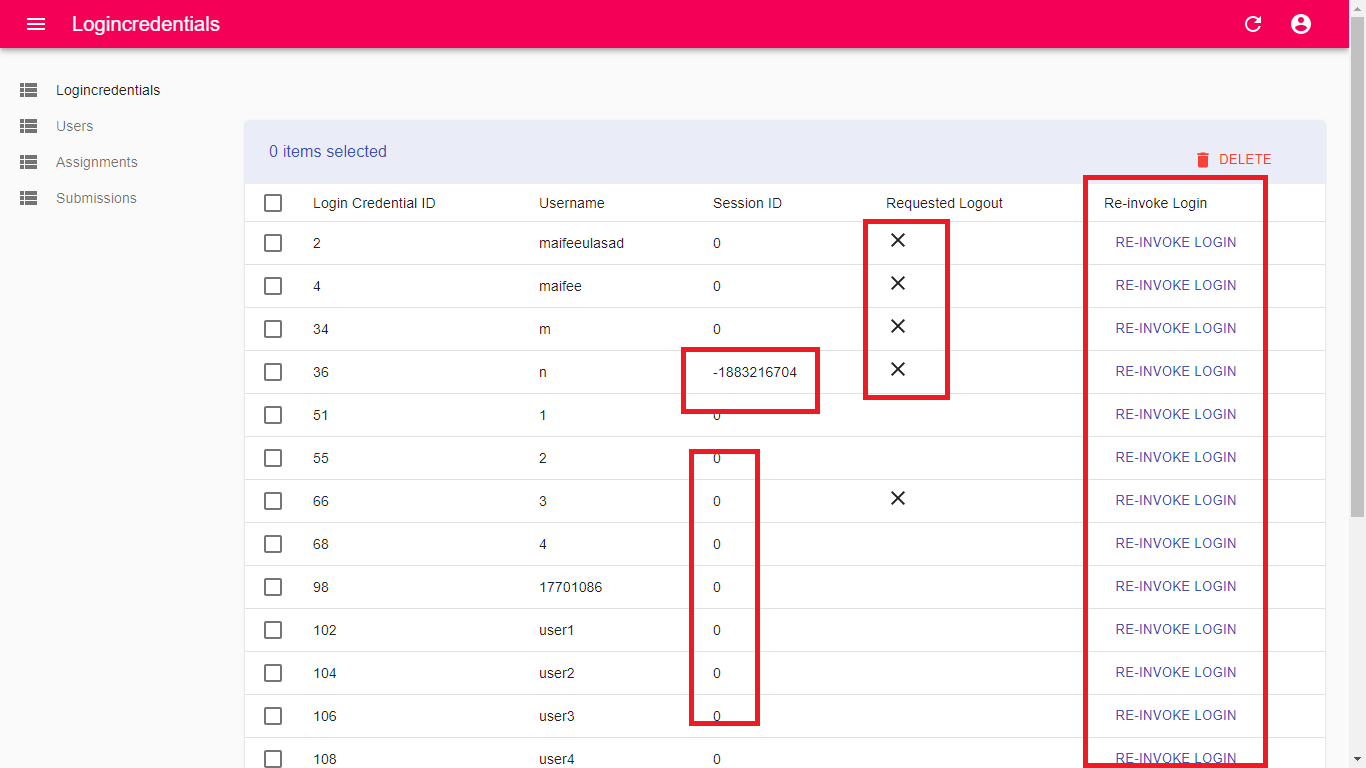 Logincredentials
Logincredentials
Users
Assignments
Submissions
0 items selected
DELETE
Login Credential ID Username Session ID Requested Logout Re-invoke Login
2 maifeeulasad 0 RE-INVOKE LOGIN
4 maifee 0 RE-INVOKE LOGIN
34 m 0 RE-INVOKE LOGIN
36 n -1883216704 RE-INVOKE LOGIN
51 1 0 RE-INVOKE LOGIN
55 2 0 RE-INVOKE LOGIN
66 3 0 RE-INVOKE LOGIN
68 4 0 RE-INVOKE LOGIN
98 17701086 0 RE-INVOKE LOGIN
102 user1 0 RE-INVOKE LOGIN
104 user2 0 RE-INVOKE LOGIN
106 user3 0 RE-INVOKE LOGIN
108 user4 0 RE-INVOKE LOGIN